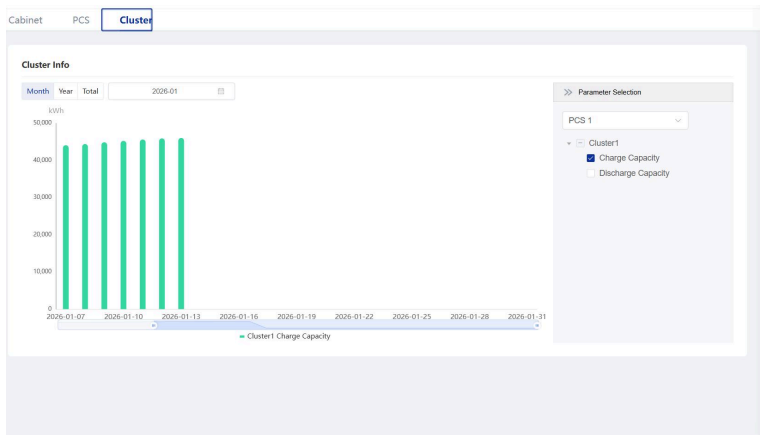 Cabinet PCS Cluster
Cluster Info
Month Year Total 2026-01
Parameter Selection
kWh
50,000
40,000
30,000
20,000
10,000
0
2026-01-07 2026-01-10 2026-01-13 2026-01-16 2026-01-19 2026-01-22 2026-01-25 2026-01-28 2026-01-31
Cluster1 Charge Capacity
PCS 1
Cluster1
Charge Capacity
Discharge Capacity